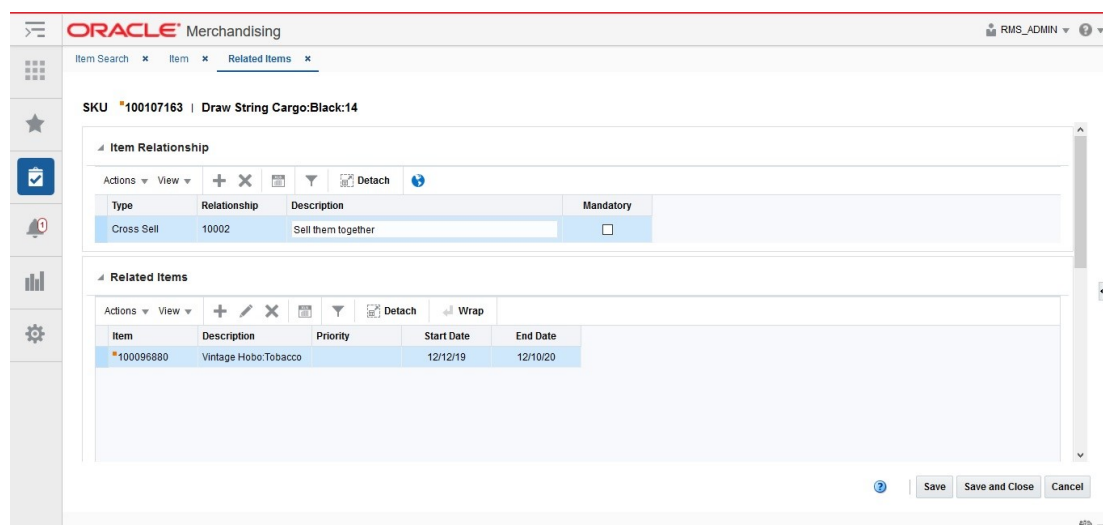 ORACLE® Merchandising
RMS_ADMIN
Item Search × Item × Related Items ×
SKU 100107163 | Draw String Cargo:Black:14
Item Relationship
Actions View Detach
Type Relationship Description Mandatory
Cross Sell 10002 Sell them together
1
Related Items
Actions View Detach Wrap
Item Description Priority Start Date End Date
100096880 Vintage Hobo:Tobacco 12/12/19 12/10/20
Save Save and Close Cancel